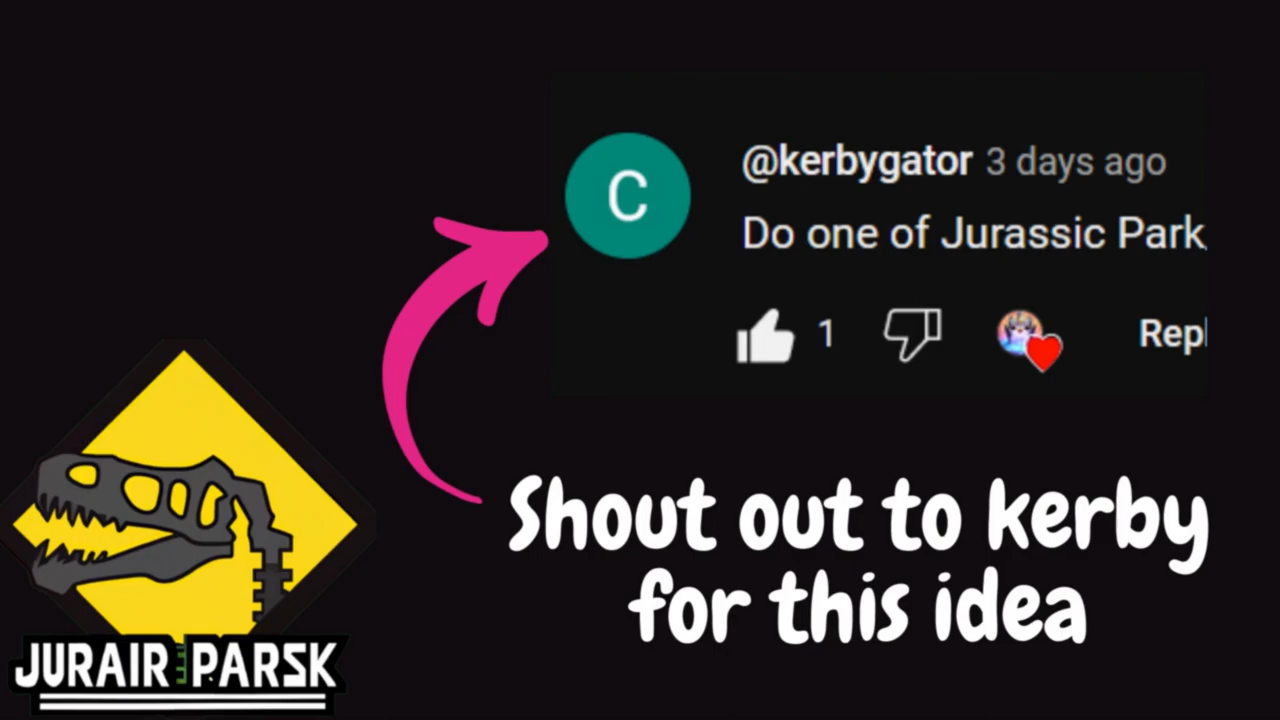 C
@kerbygator 3 days ago
Do one of Jurassic Park
1
Repl
Shout out to kerby
for this idea
JURAIR PARSK